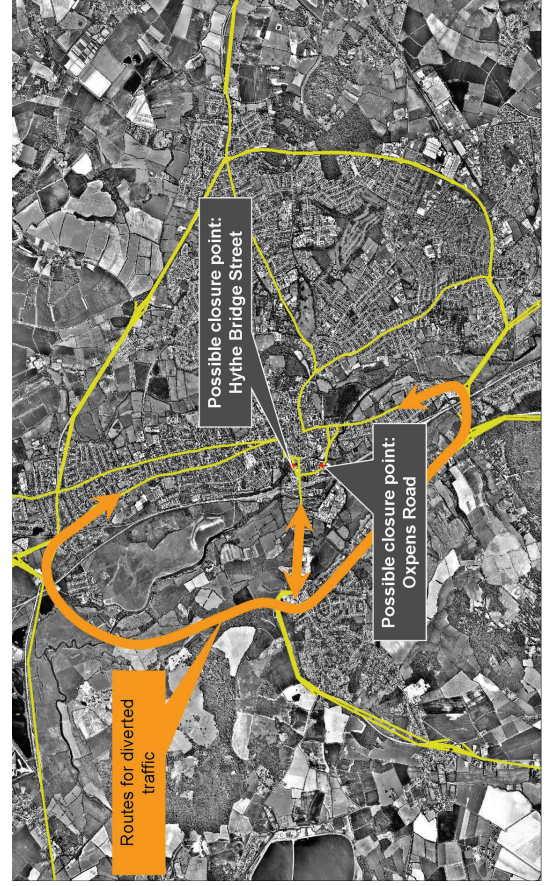 Possible closure point:
Hythe Bridge Street
Possible closure point:
Oxpens Road
Routes for diverted
traffic